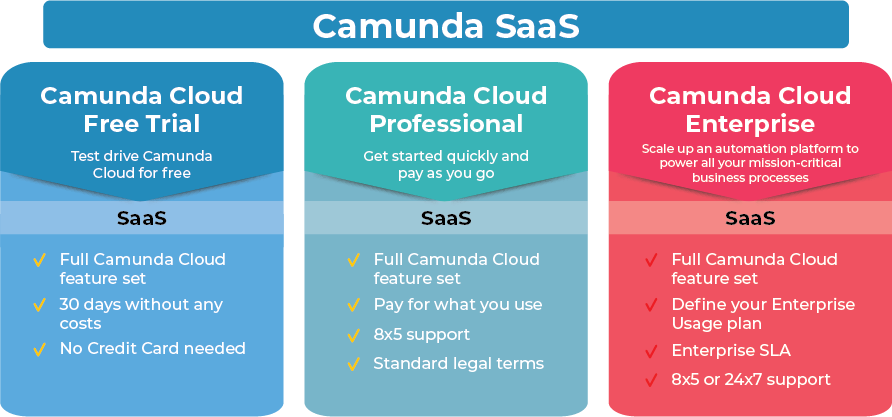 Camunda SaaS
Camunda Cloud
Free Trial
Test drive Camunda
Cloud for free
SaaS
Full Camunda Cloud
feature set
30 days without any
costs
No Credit Card needed
Camunda Cloud
Professional
Get started quickly and
pay as you go
SaaS
Full Camunda Cloud
feature set
Pay for what you use
8x5 support
Standard legal terms
Camunda Cloud
Enterprise
Scale up an automation platform to
power all your mission-critical
business processes
SaaS
Full Camunda Cloud
feature set
Define your Enterprise
Usage plan
Enterprise SLA
8x5 or 24x7 support